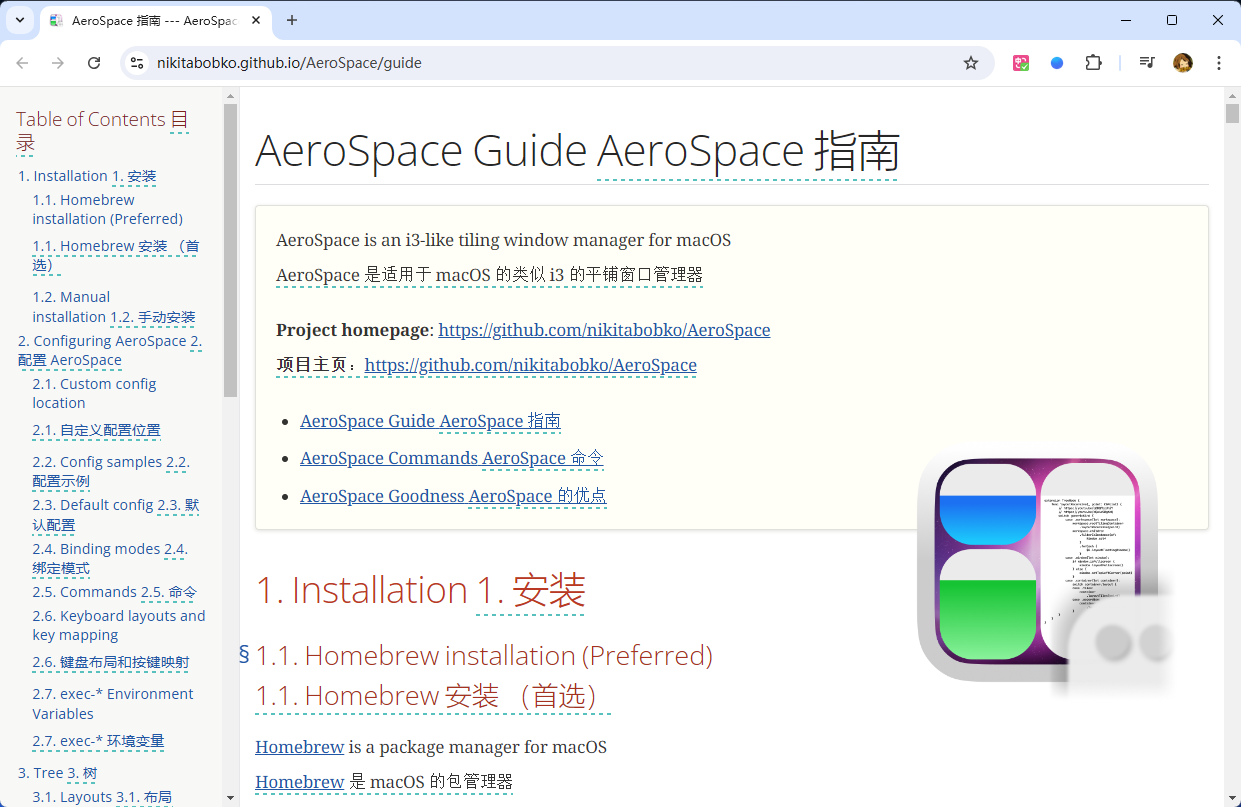 AeroSpace 指南 --- AeroSpac
nikitabobko.github.io/AeroSpace/guide
Table of Contents 目
录
1. Installation 1. 安装
1.1. Homebrew
installation (Preferred)
1.1. Homebrew 安装 （首
选）
1.2. Manual
installation 1.2. 手动安装
2. Configuring AeroSpace 2.
配置 AeroSpace
2.1. Custom config
location
2.1. 自定义配置位置
2.2. Config samples 2.2.
配置示例
2.3. Default config 2.3. 默
认配置
2.4. Binding modes 2.4.
绑定模式
2.5. Commands 2.5. 命令
2.6. Keyboard layouts and
key mapping
2.6. 键盘布局和按键映射
2.7. exec-* Environment
Variables
2.7. exec-* 环境变量
3. Tree 3. 树
3.1. Layouts 3.1. 布局
AeroSpace Guide AeroSpace 指南
AeroSpace is an i3-like tiling window manager for macOS
AeroSpace 是适用于 macOS 的类似 i3 的平铺窗口管理器
Project homepage: https://github.com/nikitabobko/AeroSpace
项目主页：https://github.com/nikitabobko/AeroSpace
AeroSpace Guide AeroSpace 指南
AeroSpace Commands AeroSpace 命令
AeroSpace Goodness AeroSpace 的优点
1. Installation 1. 安装
§ 1.1. Homebrew installation (Preferred)
1.1. Homebrew 安装 （首选）
Homebrew is a package manager for macOS
Homebrew 是 macOS 的包管理器